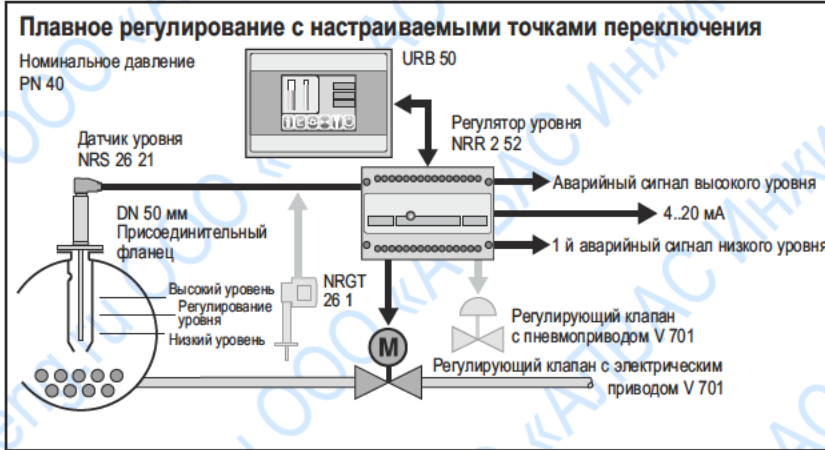 Плавное регулирование с настраиваемыми точками переключения
Номинальное давление
PN 40
URB 50
Датчик уровня
NRS 26 21
Регулятор уровня
NRR 2 52
Аварийный сигнал высокого уровня
4..20 мА
1 й аварийный сигнал низкого уровня
DN 50 мм
Присоединительный
фланец
Высокий уровень
Регулирование
уровня
Низкий уровень
NRGT
26 1
Регулирующий клапан
с пневмоприводом V 701
M
Регулирующий клапан с электрическим
приводом V 701